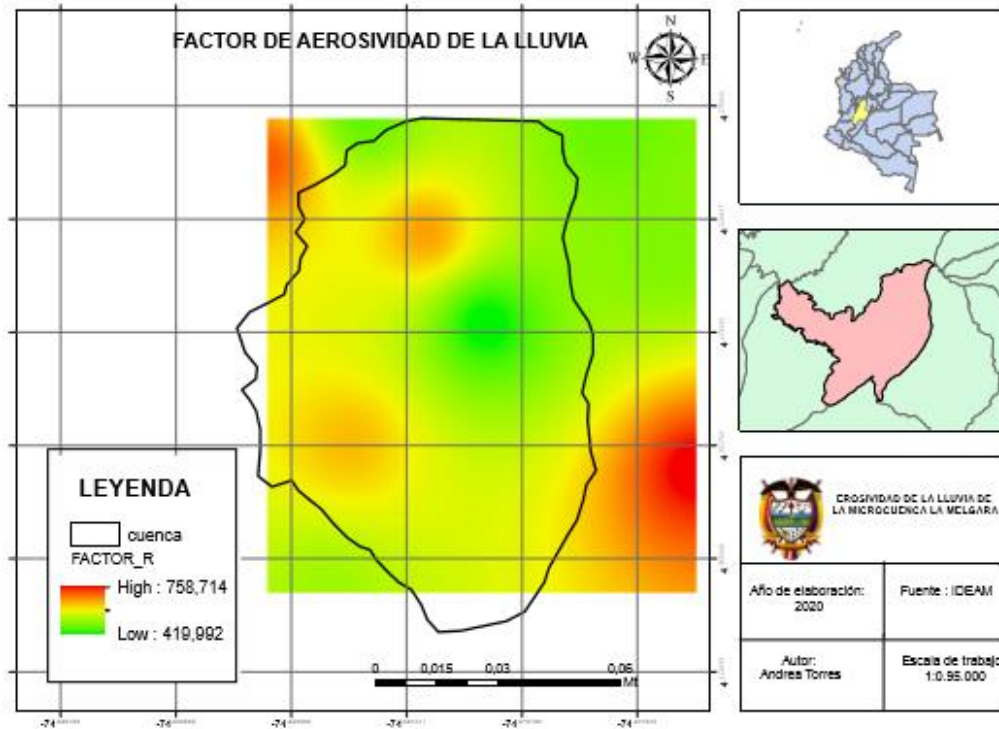 FACTOR DE AEROSIVIDAD DE LA LLUVIA
N
W
E
S
LEYENDA
cuenca
FACTOR_R
High : 758,714
Low : 419,992
0 0,015 0,03 0,06
Mt
EROSIVIDAD DE LA LLUVIA DE
LA MICROCUENCA LA MELGARA
Año de elaboración:
2020
Fuente : IDEAM
Autor:
Andrea Torres
Escala de trabajo
1:0.95.000